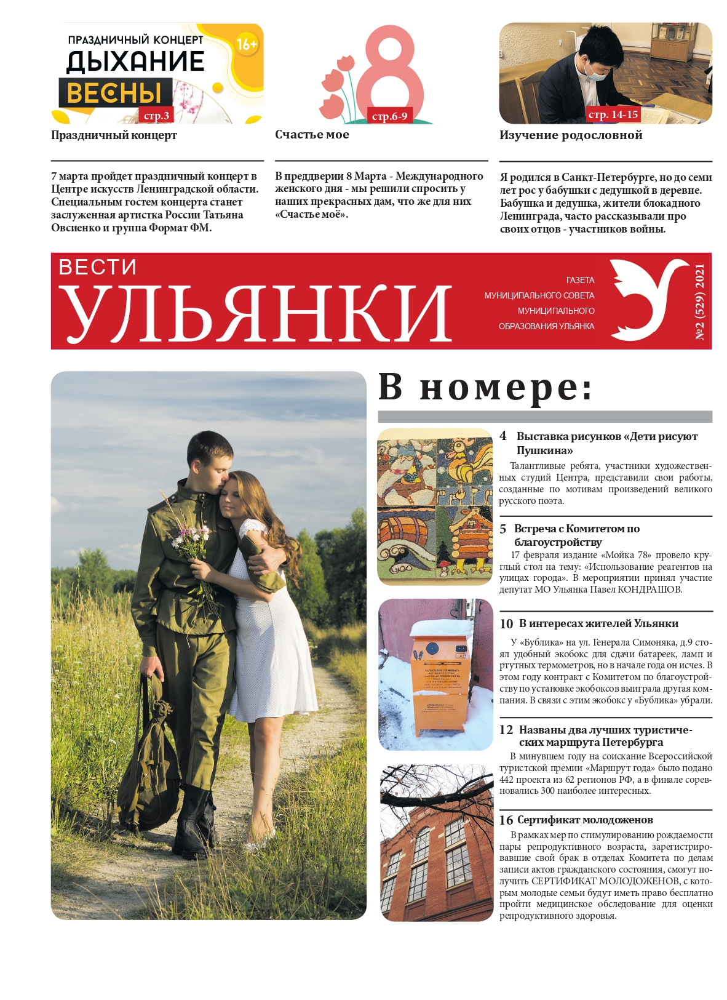 ПРАЗДНИЧНЫЙ КОНЦЕРТ
ДЫХАНИЕ
ВЕСНЫ
16+
стр.3
Праздничный концерт
7 марта пройдет праздничный концерт в
Центре искусств Ленинградской области.
Специальным гостем концерта станет
заслуженная артистка России Татьяна
Овсиенко и группа Формат ФМ.
8
стр.6-9
Счастье мое
В преддверии 8 Марта - Международного
женского дня - мы решили спросить у
наших прекрасных дам, что же для них
«Счастье моё».
стр. 14-15
Изучение родословной
Я родился в Санкт-Петербурге, но до семи
лет рос у бабушки с дедушкой в деревне.
Бабушка и дедушка, жители блокадного
Ленинграда, часто рассказывали про
своих отцов - участников войны.
ВЕСТИ
УЛЬЯНКИ
ГАЗЕТА
МУНИЦИПАЛЬНОГО СОВЕТА
МУНИЦИПАЛЬНОГО
ОБРАЗОВАНИЯ УЛЬЯНКА
№2 (529) 2021
В номере:
4 Выставка рисунков «Дети рисуют
Пушкина»
Талантливые ребята, участники художествен-
ных студий Центра, представили свои работы,
созданные по мотивам произведений великого
русского поэта.
5 Встреча с Комитетом по
благоустройству
17 февраля издание «Мойка 78» провело кру-
глый стол на тему: «Использование реагентов на
улицах города». В мероприятии принял участие
депутат МО Ульянка Павел КОНДРАШОВ.
10 В интересах жителей Ульянки
У «Бублика» на ул. Генерала Симоняка, д.9 сто-
ял удобный экобокс для сдачи батареек, ламп и
ртутных термометров, но в начале года он исчез. В
этом году контракт с Комитетом по благоустрой-
ству по установке экобоксов выиграла другая ком-
пания. В связи с этим экобокс у «Бублика» убрали.
12 Названы два лучших туристиче-
ских маршрута Петербурга
В минувшем году на соискание Всероссийской
туристской премии «Маршрут года» было подано
442 проекта из 62 регионов РФ, а в финале сорев-
новались 300 наиболее интересных.
16 Сертификат молодоженов
В рамках мер по стимулированию рождаемости
пары репродуктивного возраста, зарегистриро-
вавшие свой брак в отделах Комитета по делам
записи актов гражданского состояния, смогут по-
лучить СЕРТИФИКАТ МОЛОДОЖЕНОВ, с кото-
рым молодые семьи будут иметь право бесплатно
пройти медицинское обследование для оценки
репродуктивного здоровья.